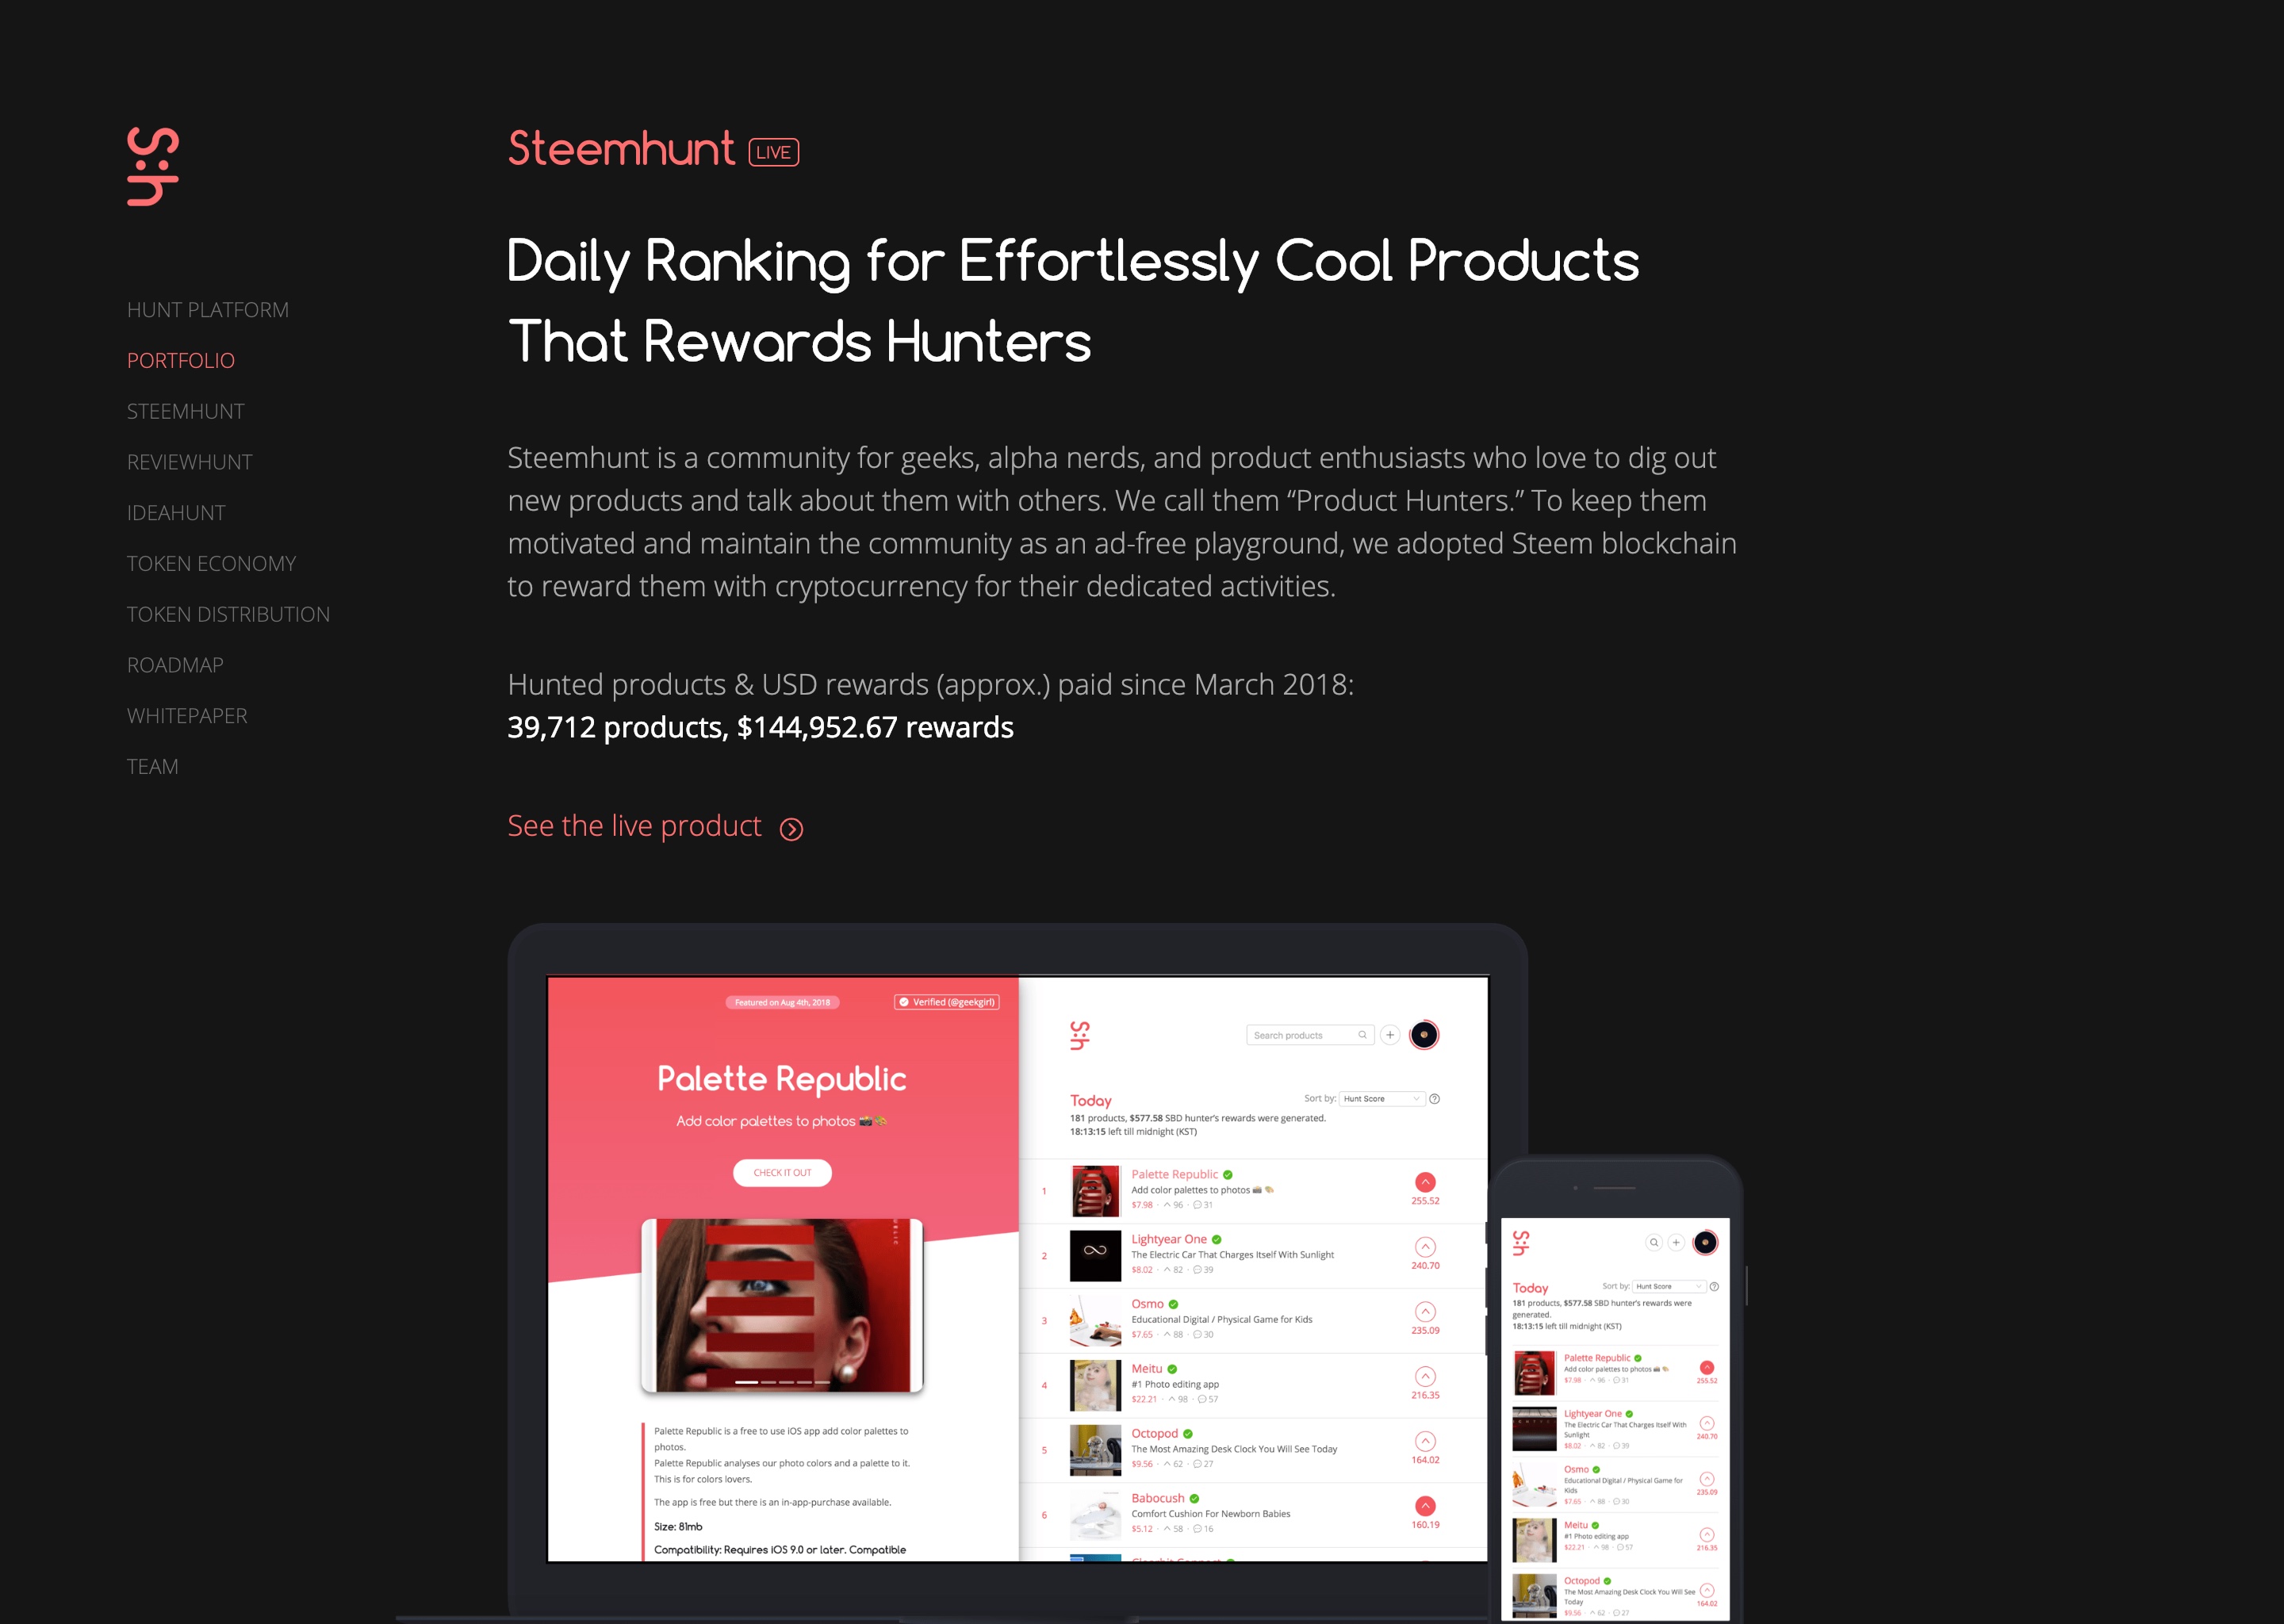 S:h
HUNT PLATFORM
PORTFOLIO
STEEMHUNT
REVIEWHUNT
IDEAHUNT
TOKEN ECONOMY
TOKEN DISTRIBUTION
ROADMAP
WHITEPAPER
TEAM
Steemhunt LIVE
Daily Ranking for Effortlessly Cool Products
That Rewards Hunters
Steemhunt is a community for geeks, alpha nerds, and product enthusiasts who love to dig out
new products and talk about them with others. We call them “Product Hunters.” To keep them
motivated and maintain the community as an ad-free playground, we adopted Steem blockchain
to reward them with cryptocurrency for their dedicated activities.
Hunted products & USD rewards (approx.) paid since March 2018:
39,712 products, $144,952.67 rewards
See the live product
Featured on Aug 4th, 2018
Verified (@geekgirl)
Palette Republic
Add color palettes to photos
CHECK IT OUT
Palette Republic is a free to use iOS app add color palettes to
photos.
Palette Republic analyses our photo colors and a palette to it.
This is for colors lovers.
The app is free but there is an in-app-purchase available.
Size: 81mb
Compatibility: Requires iOS 9.0 or later. Compatible
S:h
Search products
Today
Sort by: Hunt Score
181 products, $577.58 SBD hunter's rewards were generated.
18:13:15 left till midnight (KST)
1
Palette Republic
Add color palettes to photos
$7.98 · 96 · 31
255.52
2
Lightyear One
The Electric Car That Charges Itself With Sunlight
$8.02 · 82 · 39
240.70
3
Osmo
Educational Digital / Physical Game for Kids
$7.65 · 88 · 30
235.09
4
Meitu
#1 Photo editing app
$22.21 · 98 · 57
216.35
5
Octopod
The Most Amazing Desk Clock You Will See Today
$9.56 · 62 · 27
164.02
6
Babocush
Comfort Cushion For Newborn Babies
$5.12 · 58 · 16
160.19
S:h
Today
Sort by: Hunt Score
181 products, $577.58 SBD hunter's rewards were
generated.
18:13:15 left till midnight (KST)
Palette Republic
Add color palettes to photos
$7.98 · 96 · 31
255.52
Lightyear One
The Electric Car That Charges Itself With
Sunlight
$8.02 · 82 · 39
240.70
Osmo
Educational Digital / Physical Game for
Kids
$7.65 · 88 · 30
235.09
Meitu
#1 Photo editing app
$22.21 · 98 · 57
216.35
Octopod
The Most Amazing Desk Clock You Will See
Today
$9.56 · 62 · 27
164.02